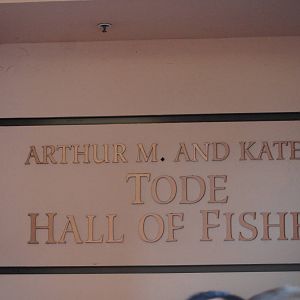 ARTHUR M. AND KATE
TODE
HALL OF FISHE